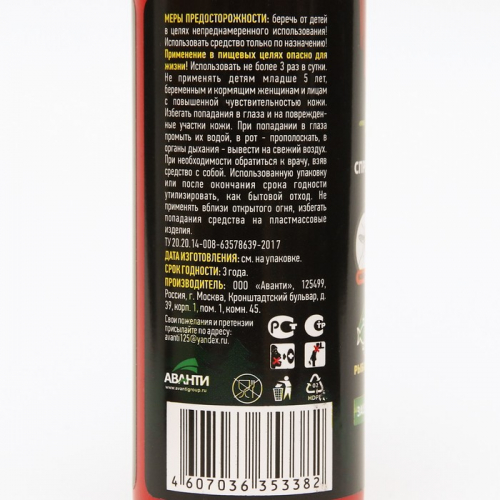 МЕРЫ ПРЕДОСТОРОЖНОСТИ: беречь от детей
в целях непреднамеренного использования!
Использовать средство только по назначению!
Применение в пищевых целях опасно для
жизни! Использовать не более 3 раз в сутки.
Не применять детям младше 5 лет,
беременным и кормящим женщинам и лицам
с повышенной чувствительностью кожи.
Избегать попадания в глаза и на поврежден-
ные участки кожи. При попадании в глаза
промыть их водой, в рот - прополоскать, в
органы дыхания - вывести на свежий воздух.
При необходимости обратиться к врачу, взяв
средство с собой. Использованную упаковку
или после окончания срока годности
утилизировать, как бытовой отход. Не
применять вблизи открытого огня, избегать
попадания средства на пластмассовые
изделия.
ТУ 20.20.14-008-63578639-2017
ДАТА ИЗГОТОВЛЕНИЯ: см. на упаковке.
СРОК ГОДНОСТИ: 3 года.
ПРОИЗВОДИТЕЛЬ: ООО «Аванти», 125499,
Россия, г. Москва, Кронштадтский бульвар, д.
39, корп. 1, пом. 1, комн. 45.
Свои пожелания и претензии
присылайте по адресу:
avanti125@yandex.ru.
АВАНТИ
www.avantigroup.ru
02
HDPE
4 607036 353382